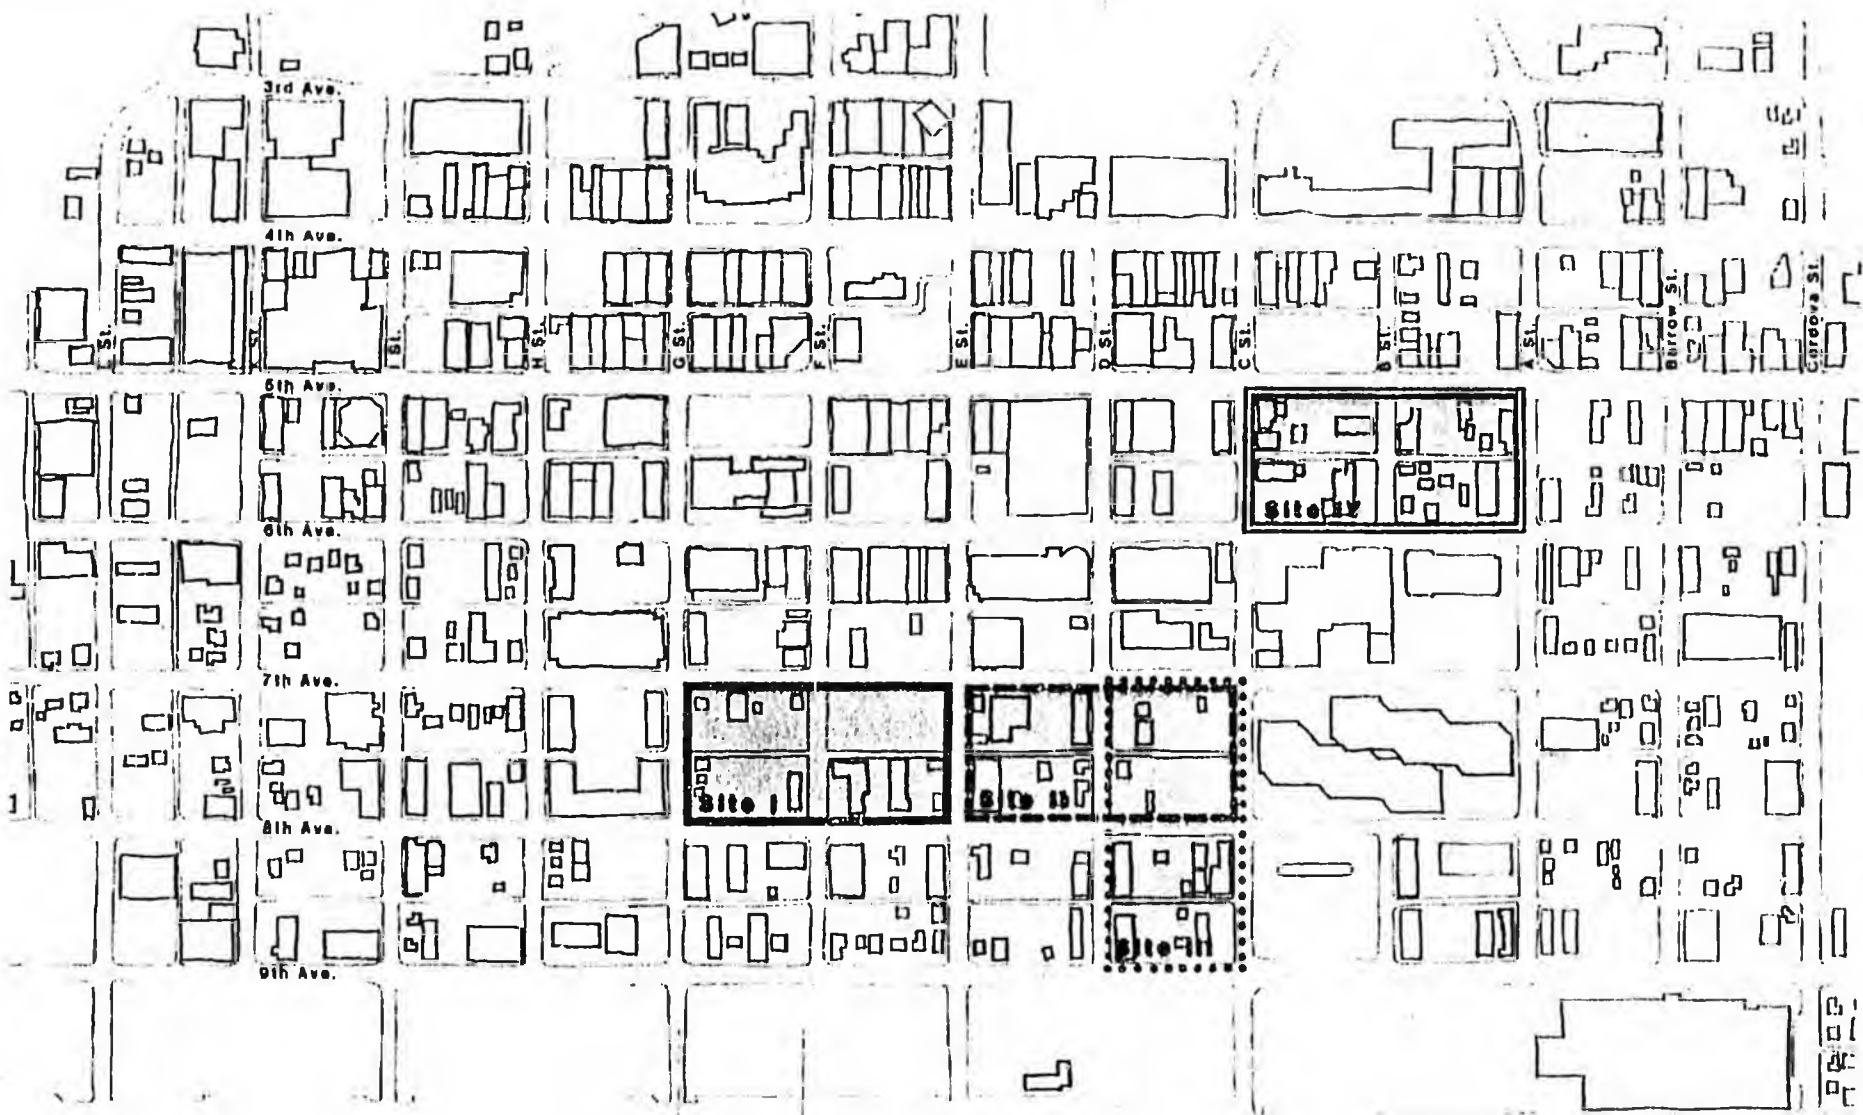 3rd Ave.
4th Ave.
St.
St.
St.
H St.
G St.
F St.
E St.
D St.
C St.
B St.
A St.
Barrow St.
Cordova St.
5th Ave.
6th Ave.
Site IV
7th Ave.
Site I
Site II
8th Ave.
Site III
9th Ave.